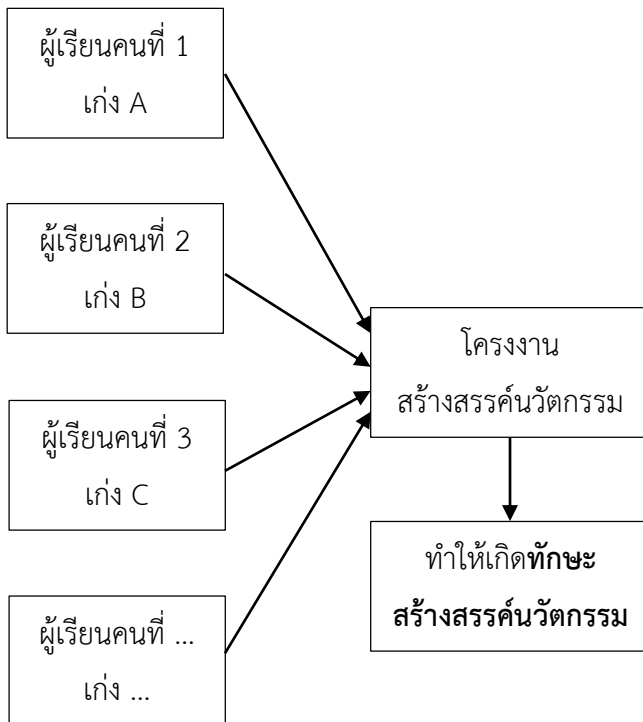 ผู้เรียนคนที่ 1
เก่ง A
ผู้เรียนคนที่ 2
เก่ง B
ผู้เรียนคนที่ 3
เก่ง C
ผู้เรียนคนที่ ...
เก่ง ...
โครงงาน
สร้างสรรค์นวัตกรรม
ทำให้เกิดทักษะ
สร้างสรรค์นวัตกรรม